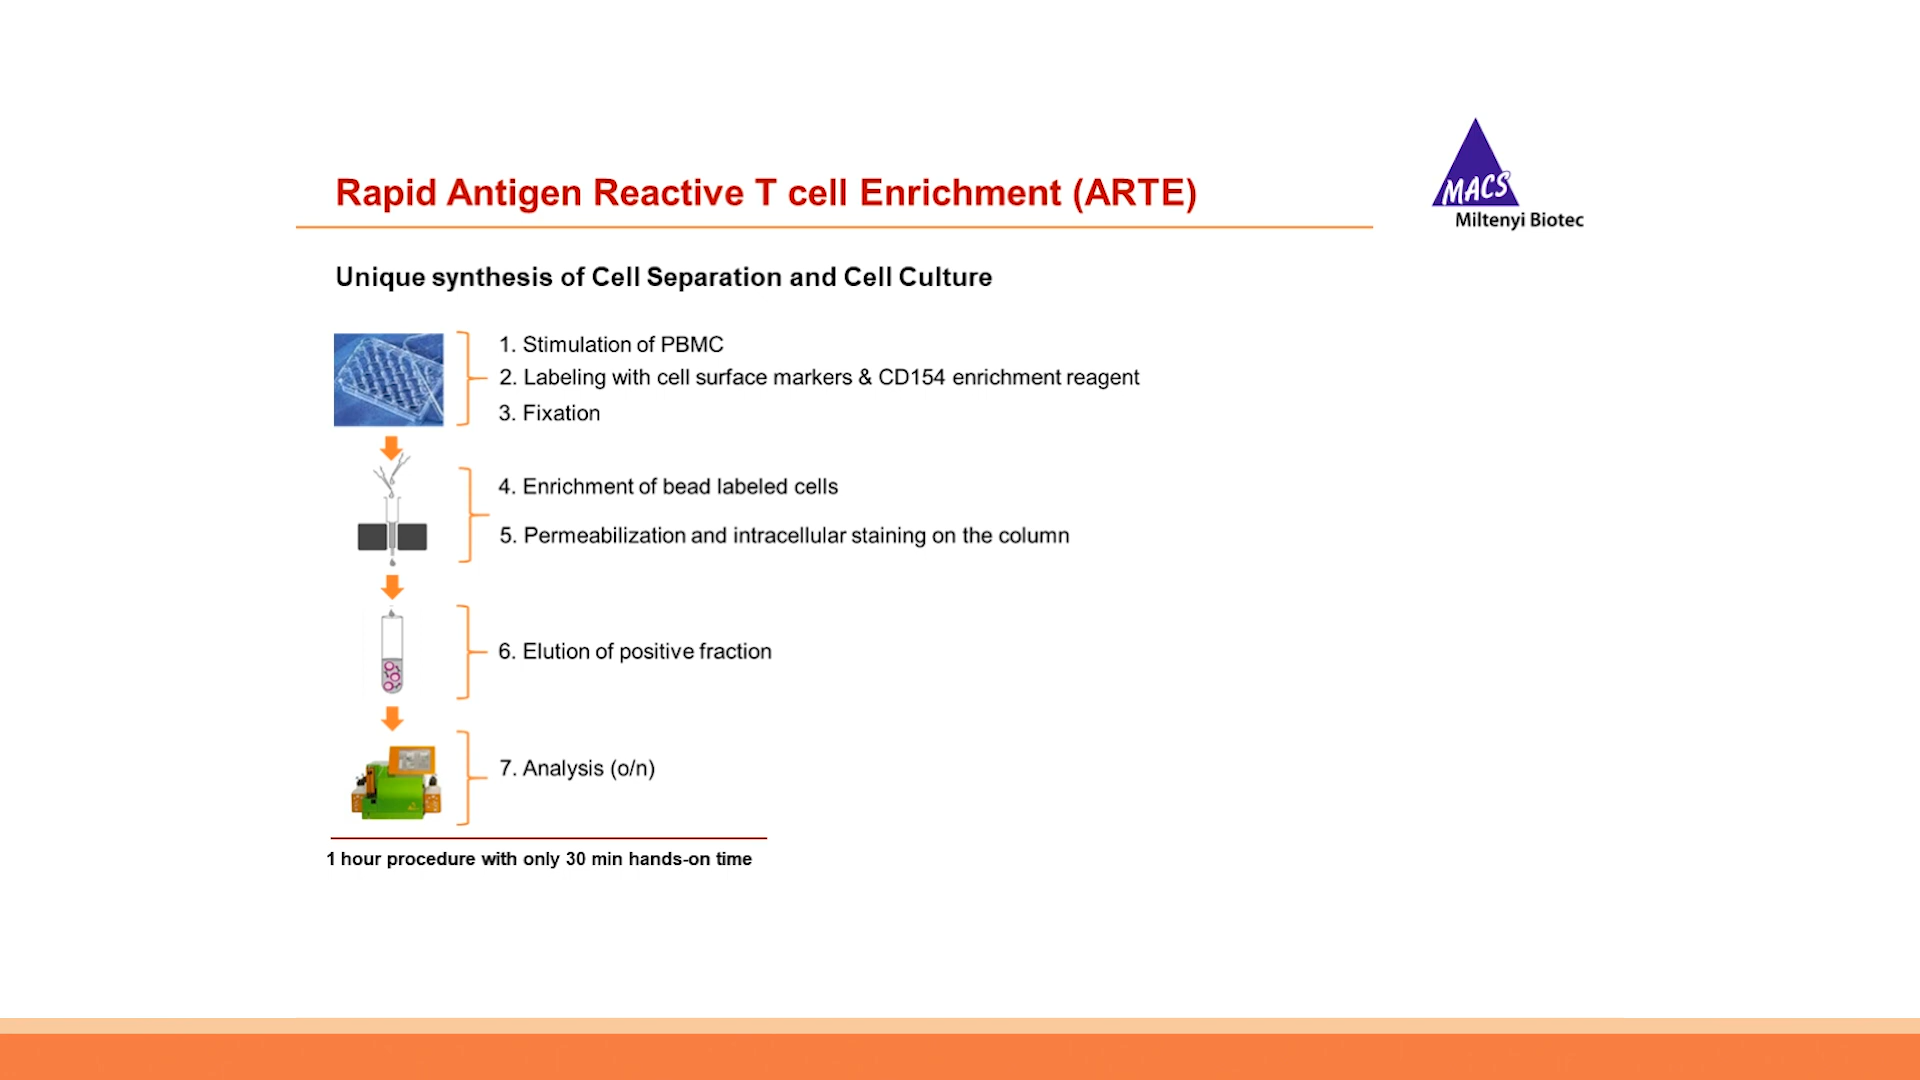 Rapid Antigen Reactive T cell Enrichment (ARTE)
MACS
Miltenyi Biotec
Unique synthesis of Cell Separation and Cell Culture
1. Stimulation of PBMC
2. Labeling with cell surface markers & CD154 enrichment reagent
3. Fixation
4. Enrichment of bead labeled cells
5. Permeabilization and intracellular staining on the column
6. Elution of positive fraction
7. Analysis (o/n)
1 hour procedure with only 30 min hands-on time